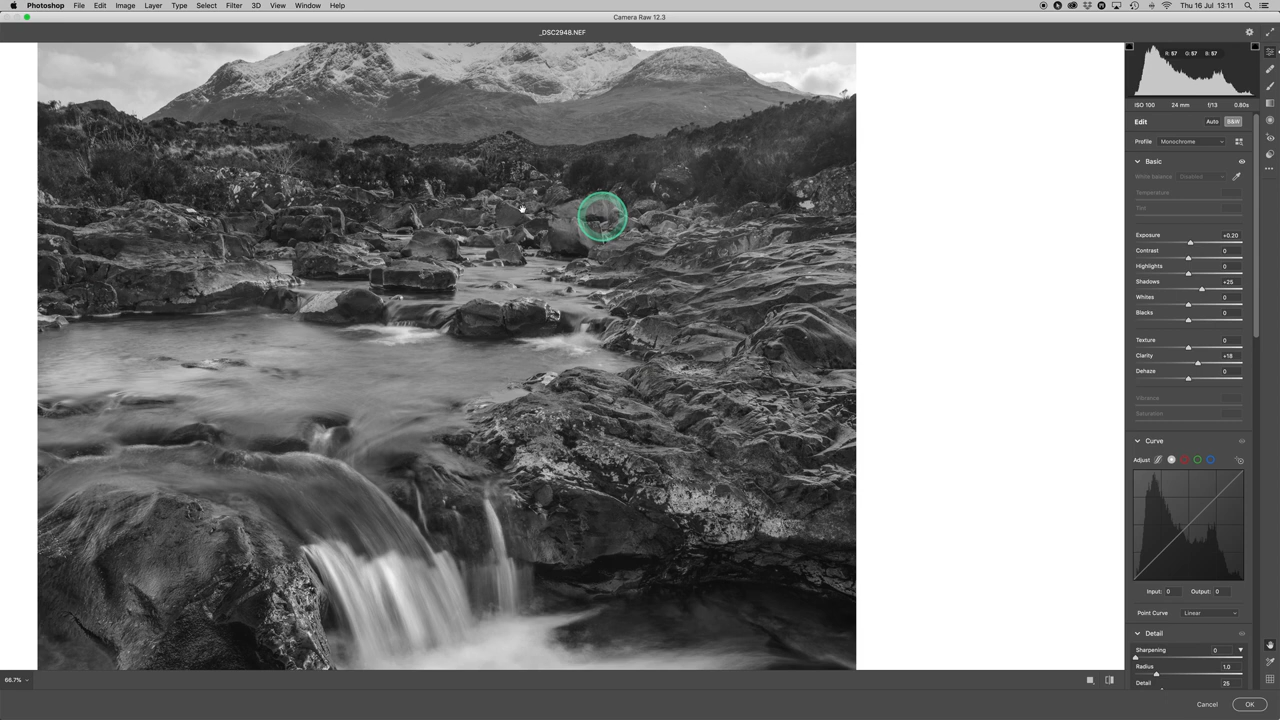 Photoshop File Edit Image Layer Type Select Filter 3D View Window Help Thu 16 Jul 13:11
Camera Raw 12.3
_DSC2948.NEF
R: 57 G: 57 B: 57
ISO 100 24 mm f/13 0.80s
Edit Auto B&W
Profile Monochrome
Basic
White balance Disabled
Temperature
Tint
Exposure +0.20
Contrast 0
Highlights 0
Shadows +25
Whites 0
Blacks 0
Texture 0
Clarity +18
Dehaze 0
Vibrance
Saturation
Curve
Adjust
Input: 0 Output: 0
Point Curve Linear
Detail
Sharpening 0
Radius 1.0
Detail 25
66.7%
Cancel OK